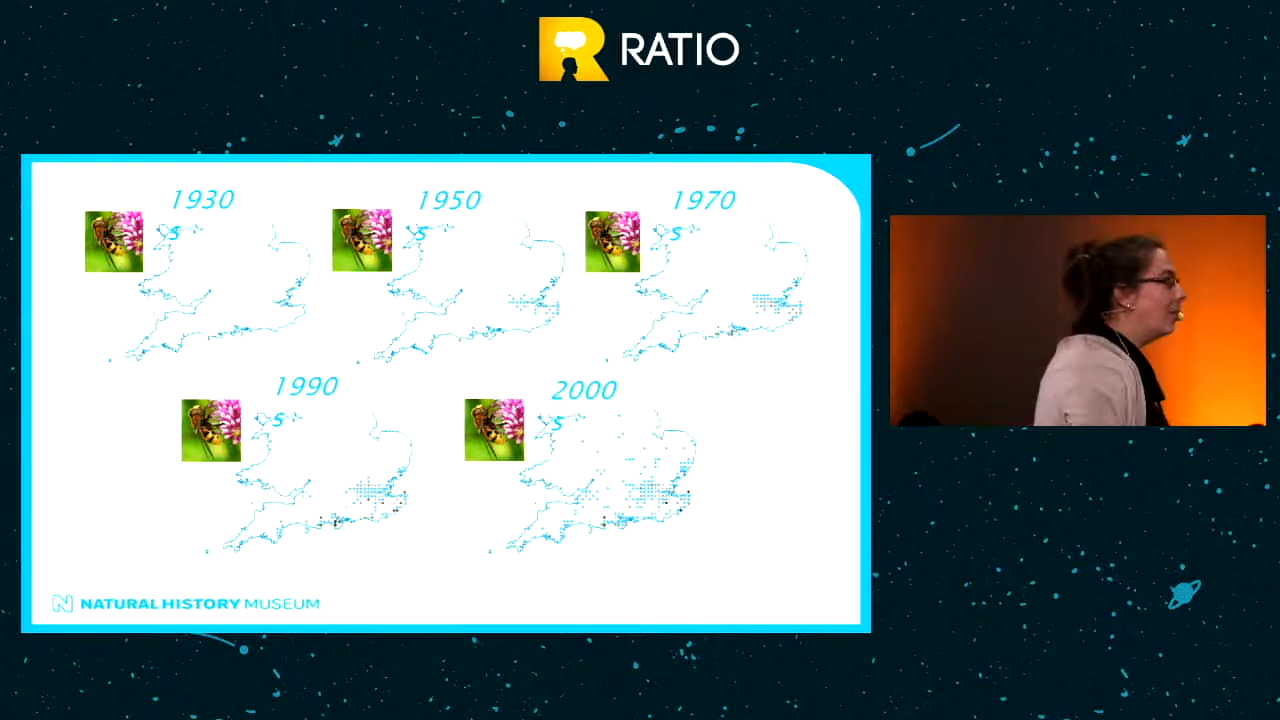 RATIO
1930
s
1950
s
1970
s
1990
s
2000
s
NATURAL HISTORY MUSEUM